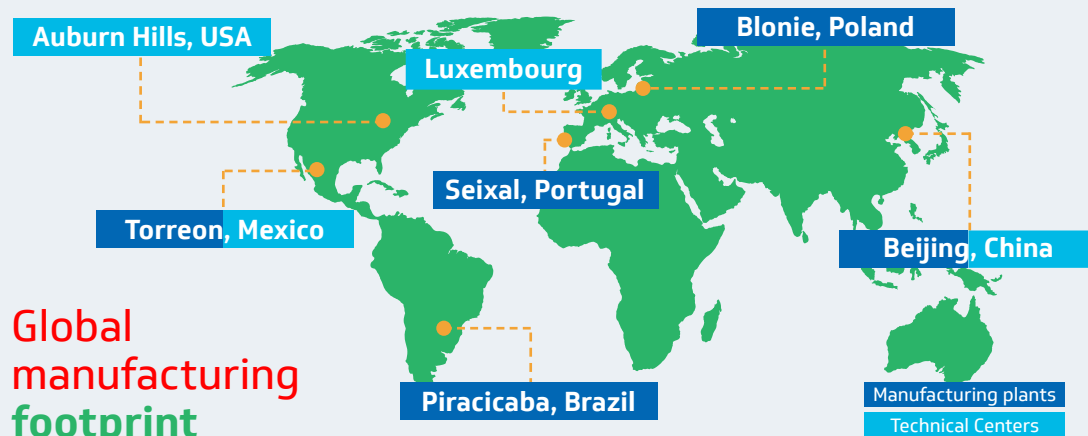 Auburn Hills, USA
Blonie, Poland
Luxembourg
Seixal, Portugal
Torreon, Mexico
Beijing, China
Piracicaba, Brazil
Global
manufacturing
footprint
Manufacturing plants
Technical Centers